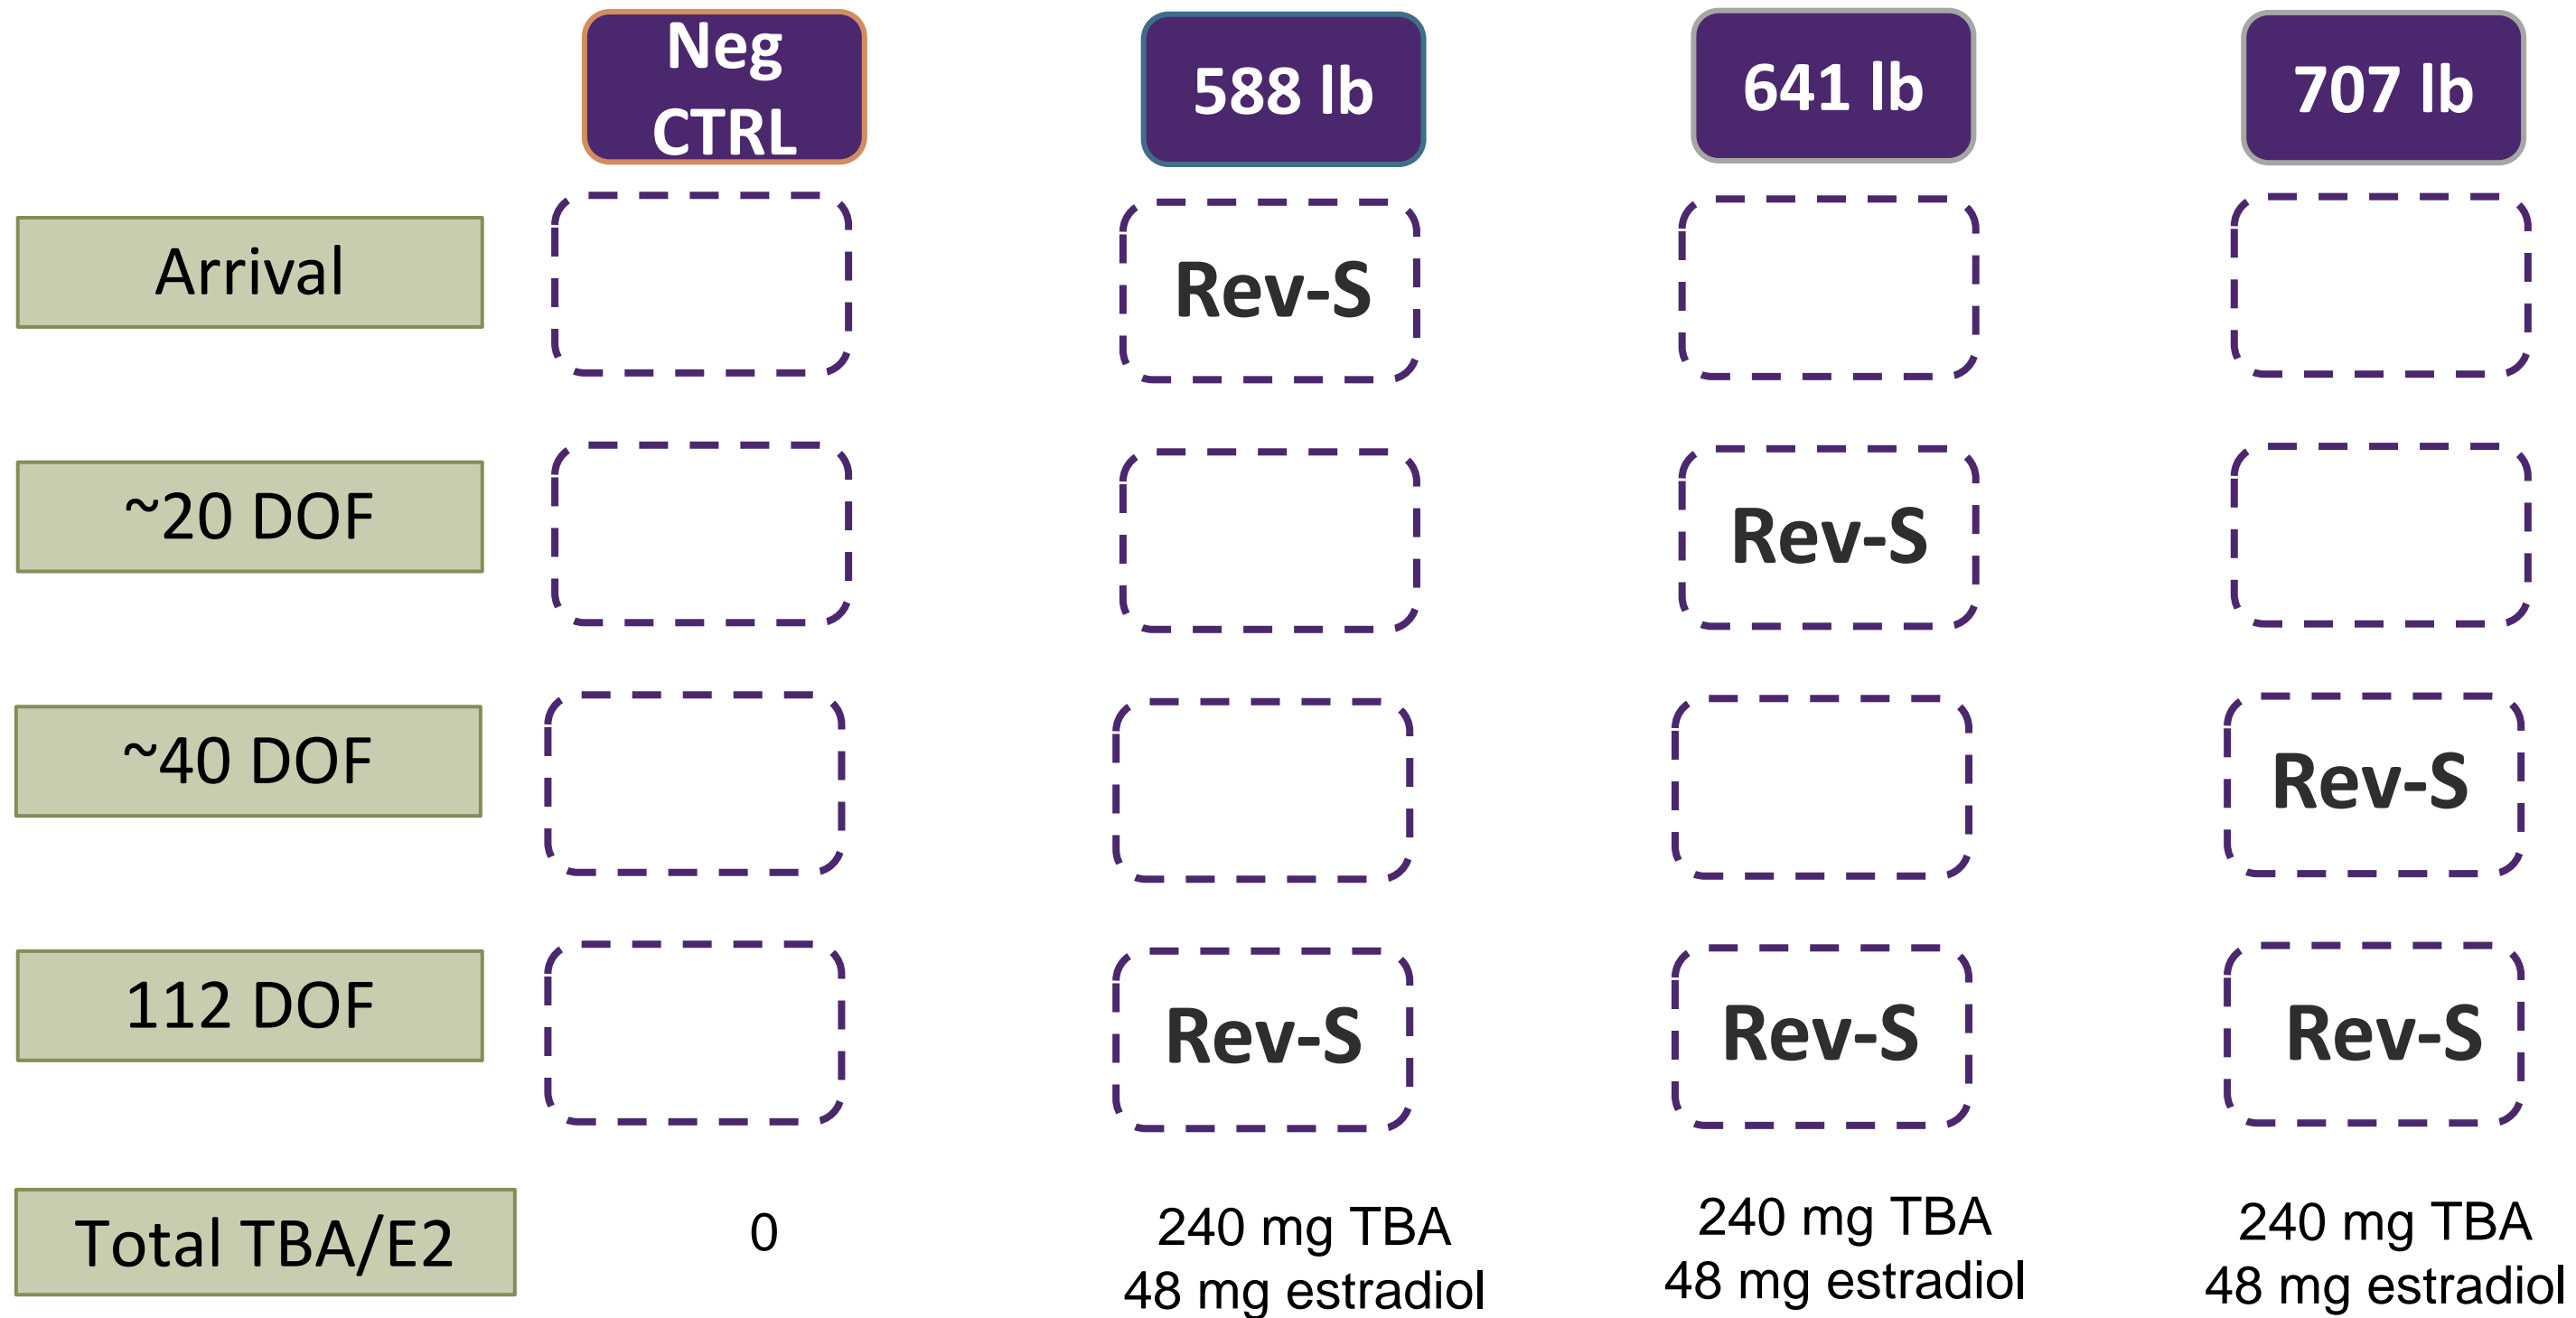 Neg
CTRL
588 lb
641 lb
707 lb
Arrival
Rev-S
~20 DOF
Rev-S
~40 DOF
Rev-S
112 DOF
Rev-S
Rev-S
Rev-S
Total TBA/E2
0
240 mg TBA
48 mg estradiol
240 mg TBA
48 mg estradiol
240 mg TBA
48 mg estradiol